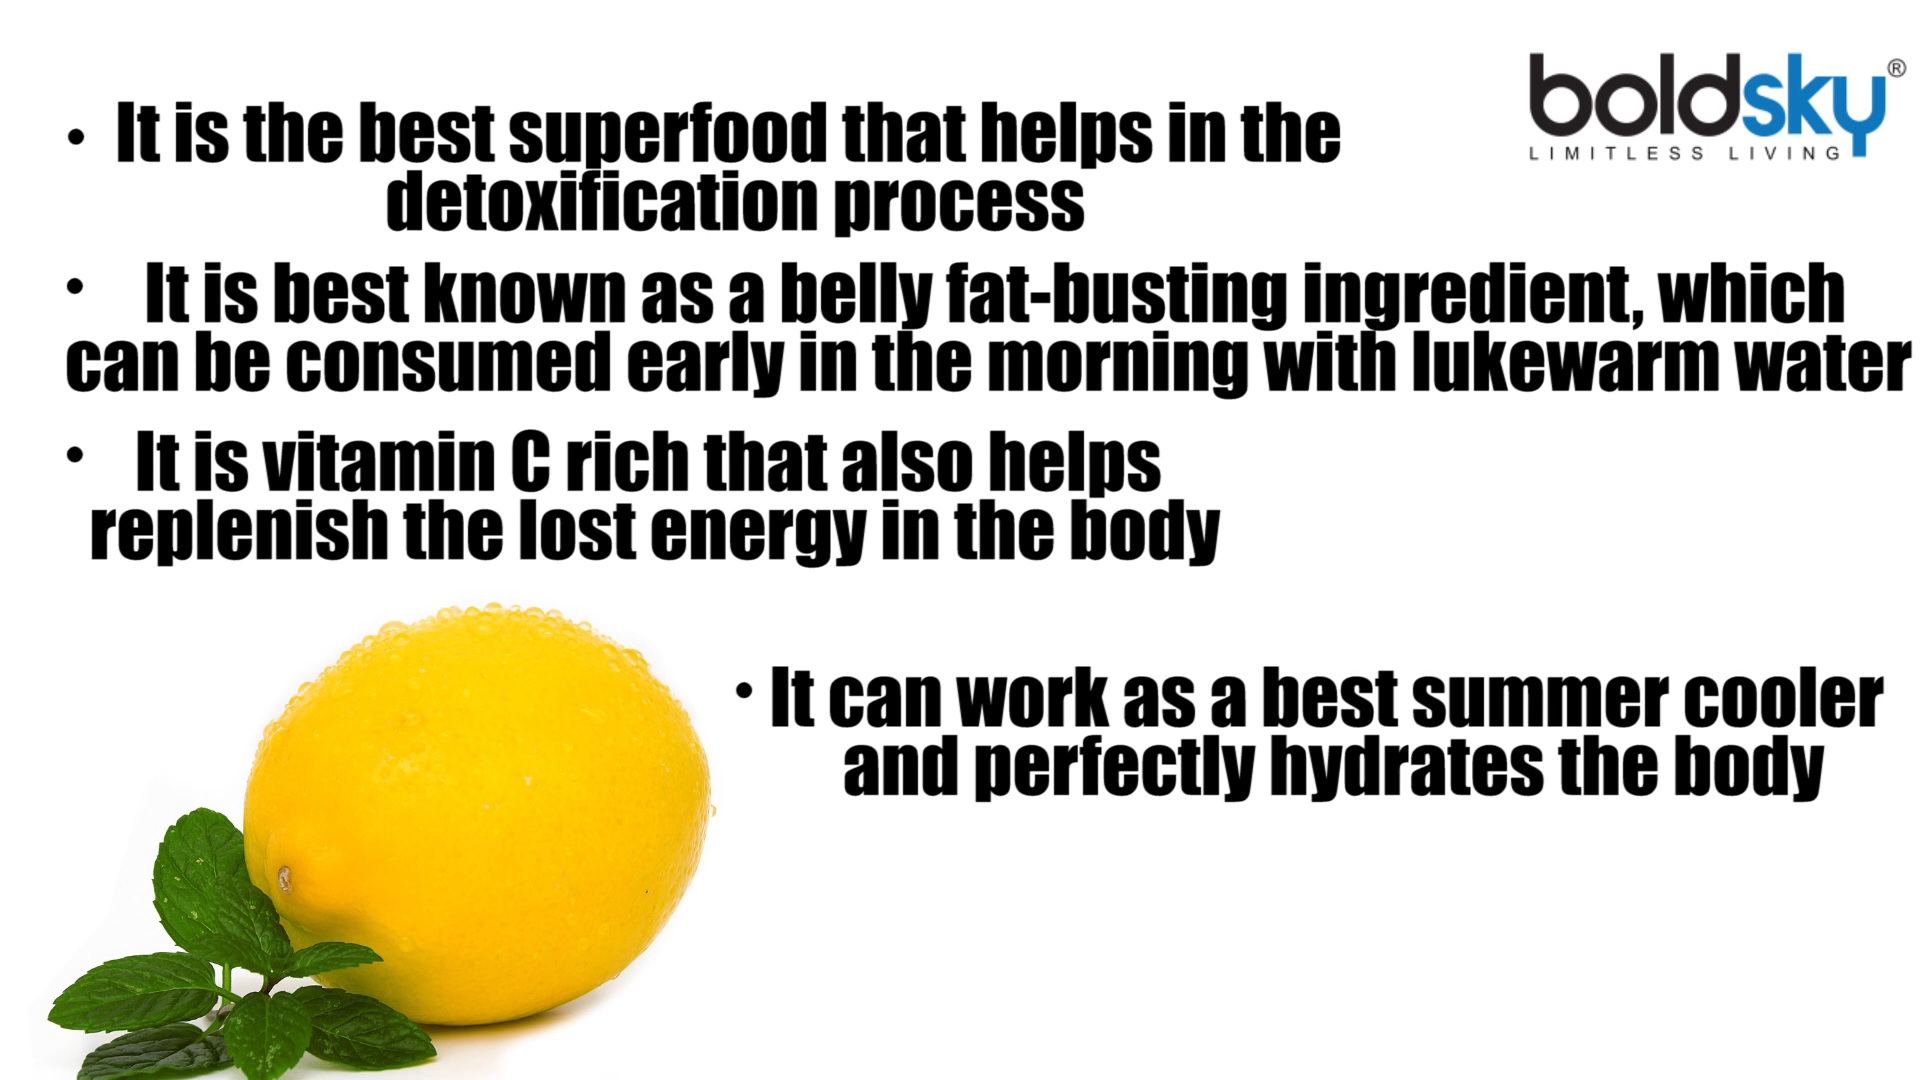 boldsky®
LIMITLESS LIVING
• It is the best superfood that helps in the
detoxification process
• It is best known as a belly fat-busting ingredient, which
can be consumed early in the morning with lukewarm water
• It is vitamin C rich that also helps
replenish the lost energy in the body
• It can work as a best summer cooler
and perfectly hydrates the body